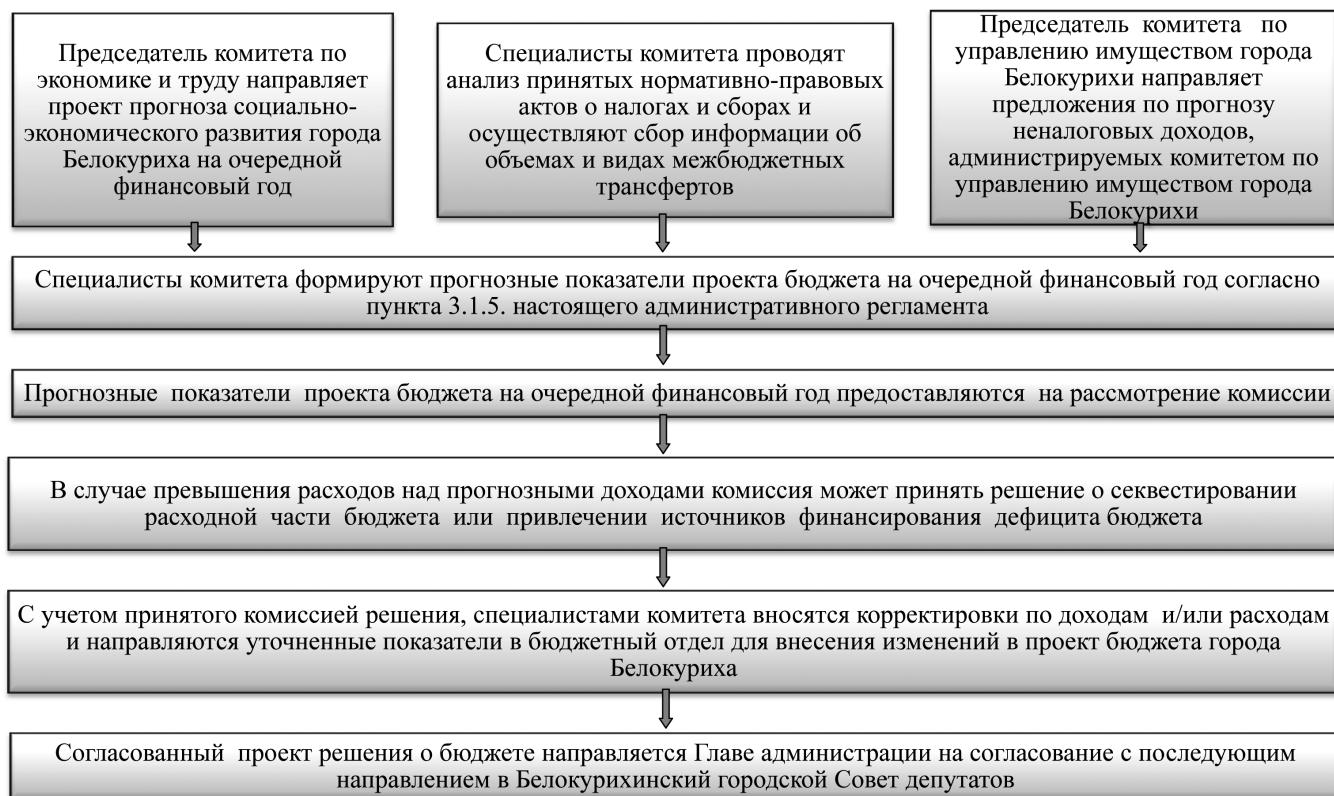 Председатель комитета по
экономике и труду направляет
проект прогноза социально-
экономического развития города
Белокуриха на очередной
финансовый год
Специалисты комитета проводят
анализ принятых нормативно-правовых
актов о налогах и сборах и
осуществляют сбор информации об
объемах и видах межбюджетных
трансфертов
Председатель комитета по
управлению имуществом города
Белокурихи направляет
предложения по прогнозу
неналоговых доходов,
администрируемых комитетом по
управлению имуществом города
Белокурихи
Специалисты комитета формируют прогнозные показатели проекта бюджета на очередной финансовый год согласно
пункта 3.1.5. настоящего административного регламента
Прогнозные показатели проекта бюджета на очередной финансовый год предоставляются на рассмотрение комиссии
В случае превышения расходов над прогнозными доходами комиссия может принять решение о секвестировании
расходной части бюджета или привлечении источников финансирования дефицита бюджета
С учетом принятого комиссией решения, специалистами комитета вносятся корректировки по доходам и/или расходам
и направляются уточненные показатели в бюджетный отдел для внесения изменений в проект бюджета города
Белокуриха
Согласованный проект решения о бюджете направляется Главе администрации на согласование с последующим
направлением в Белокурихинский городской Совет депутатов